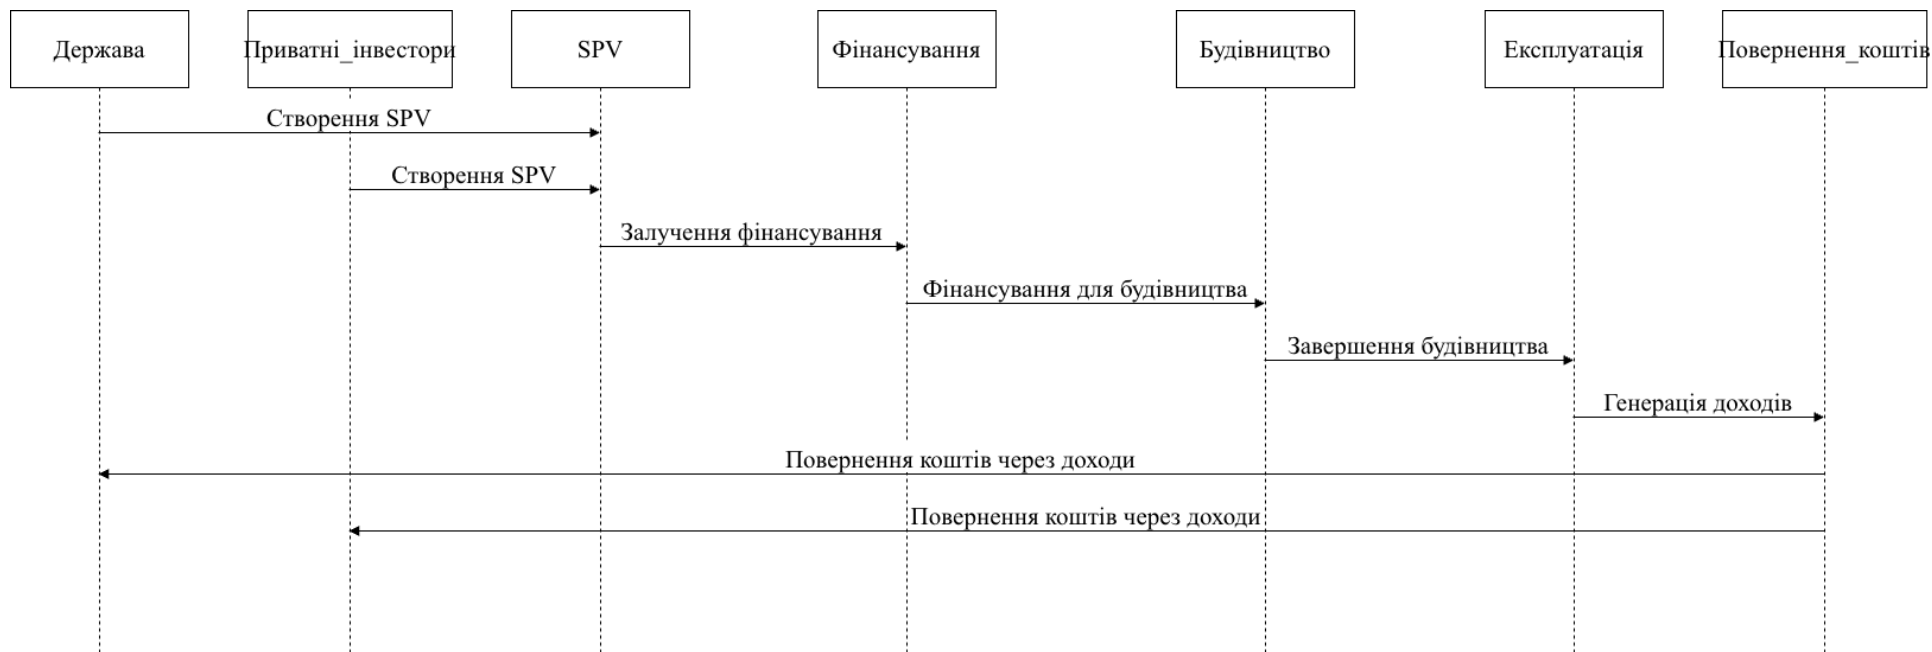 Держава
Приватні_інвестори
SPV
Фінансування
Будівництво
Експлуатація
Повернення_коштів
Створення SPV
Створення SPV
Залучення фінансування
Фінансування для будівництва
Завершення будівництва
Генерація доходів
Повернення коштів через доходи
Повернення коштів через доходи